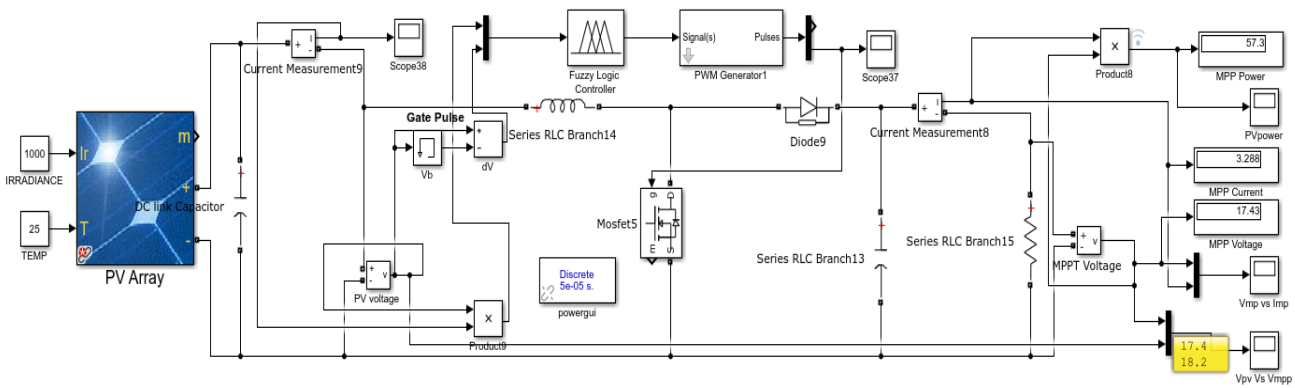 Current Measurement9
I
+
-
Scope38
Fuzzy Logic
Controller
Signal(s)
Pulses
PWM Generator1
Scope37
x
Product8
57.3
MPP Power
PVpower
1000
IRRADIANCE
25
TEMP
Ir
T
m
+
-
PV Array
DC link Capacitor
Gate Pulse
Vb
+
-
dV
Series RLC Branch14
Diode9
Current Measurement8
I
+
-
3.288
MPP Current
17.43
MPP Voltage
g
D
m
S
Mosfet5
Series RLC Branch13
Series RLC Branch15
+
-
v
MPPT Voltage
+
-
v
PV voltage
x
Product9
Discrete
5e-05 s.
powergui
Vmp vs Imp
17.4
18.2
Vpv Vs Vmpp